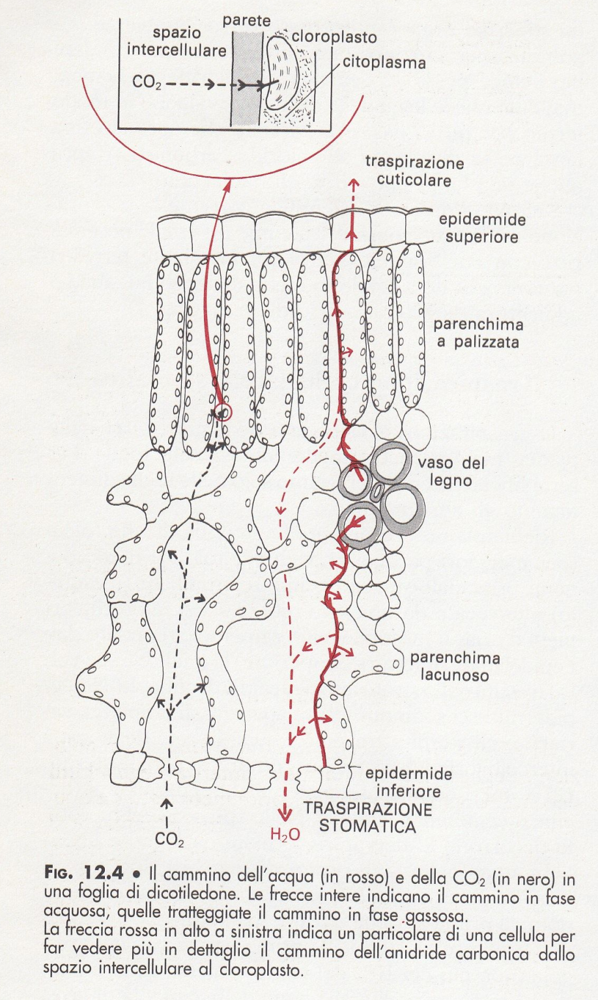 parete
spazio
intercellulare
cloroplasto
citoplasma
CO₂
traspirazione
cuticolare
epidermide
superiore
parenchima
a palizzata
vaso del
legno
parenchima
lacunoso
epidermide
inferiore
TRASPIRAZIONE
STOMATICA
H₂O
CO₂
FIG. 12.4 • Il cammino dell'acqua (in rosso) e della CO₂ (in nero) in
una foglia di dicotiledone. Le frecce intere indicano il cammino in fase
acquosa, quelle tratteggiate il cammino in fase gassosa.
La freccia rossa in alto a sinistra indica un particolare di una cellula per
far vedere più in dettaglio il cammino dell'anidride carbonica dallo
spazio intercellulare al cloroplasto.